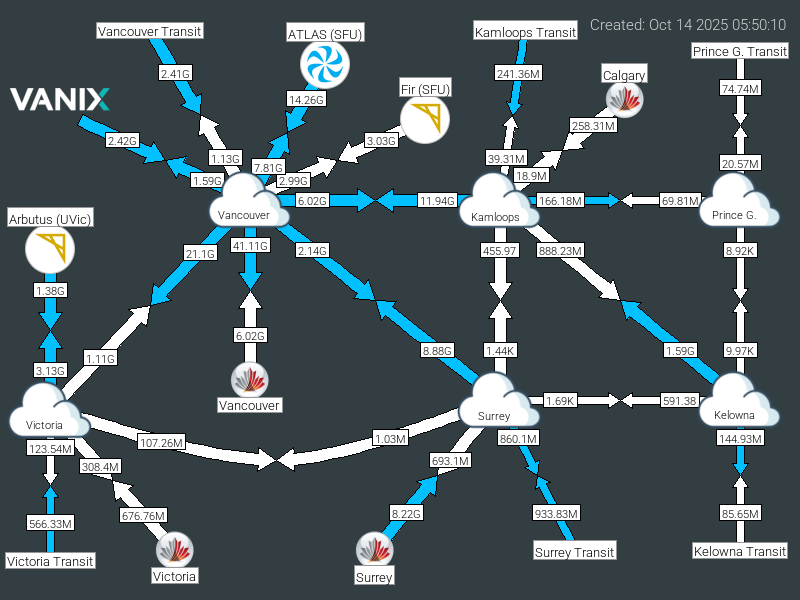 Created: Oct 14 2025 05:50:10
Vancouver Transit
ATLAS (SFU)
Kamloops Transit
Prince G. Transit
2.41G
241.36M
Calgary
74.74M
VANIX
14.26G
Fir (SFU)
258.31M
2.42G
3.03G
1.13G
39.31M
20.57M
7.81G
1.59G
2.99G
18.9M
6.02G
11.94G
166.18M
69.81M
Arbutus (UVic)
Vancouver
Kamloops
Prince G.
21.1G
41.11G
2.14G
455.97
888.23M
8.92K
1.38G
6.02G
1.11G
8.88G
1.44K
1.59G
9.97K
3.13G
Vancouver
1.69K
591.38
Victoria
Surrey
Kelowna
123.54M
107.26M
1.03M
860.1M
144.93M
308.4M
693.1M
566.33M
676.76M
8.22G
933.83M
85.65M
Victoria Transit
Victoria
Surrey
Surrey Transit
Kelowna Transit